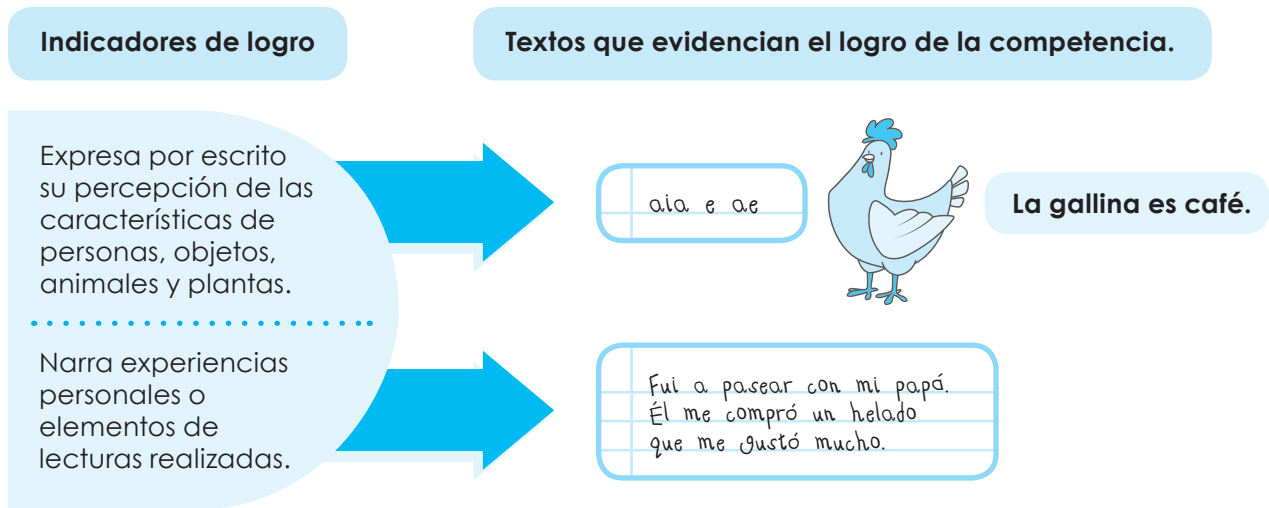 Indicadores de logro
Textos que evidencian el logro de la competencia.
Expresa por escrito
su percepción de las
características de
personas, objetos,
animales y plantas.
aia e ae
La gallina es café.
Narra experiencias
personales o
elementos de
lecturas realizadas.
Fui a pasear con mi papá.
Él me compró un helado
que me gustó mucho.